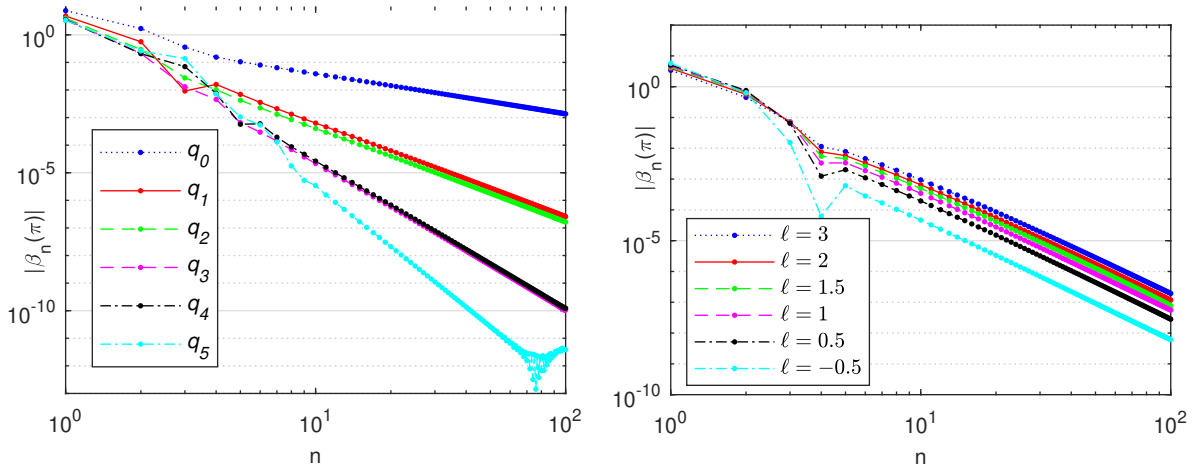 10^0
10^-5
10^-10
|β_n(π)|
q_0
q_1
q_2
q_3
q_4
q_5
10^0 10^1 10^2
n
10^0
10^-5
10^-10
|β_n(π)|
ℓ = 3
ℓ = 2
ℓ = 1.5
ℓ = 1
ℓ = 0.5
ℓ = −0.5
10^0 10^1 10^2
n